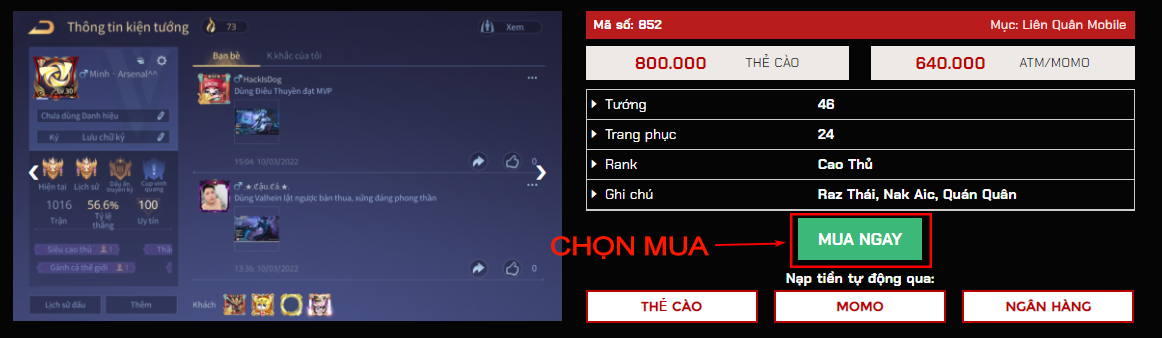 Thông tin kiện tướng
73
Xem
Minh · Arsenal^^
Lv.30
Chưa dùng Danh hiệu
Ký
Lưu chữ ký
Hiện tại
Lịch sử
Dấu ấn truyền kỳ
Cúp vinh quang
1016
56,6%
100
Trận
Tỷ lệ thắng
Uy tín
Siêu cao thủ
1
Thầ
Gánh cả thế giới
1
Lịch sử đấu
Thêm
Bạn bè
K.khắc của tôi
HackIsDog
Dùng Điêu Thuyền đạt MVP
15:04 10/03/2022
0
.★.Cậu.Cả.★.
Dùng Valhein lật ngược bàn thua, xứng đáng phong thần
13:36 10/03/2022
0
Khách
Mã số: 852
Mục: Liên Quân Mobile
800.000 THẺ CÀO
640.000 ATM/MOMO
Tướng 46
Trang phục 24
Rank Cao Thủ
Ghi chú Raz Thái, Nak Aic, Quán Quân
CHỌN MUA
MUA NGAY
Nạp tiền tự động qua:
THẺ CÀO
MOMO
NGÂN HÀNG